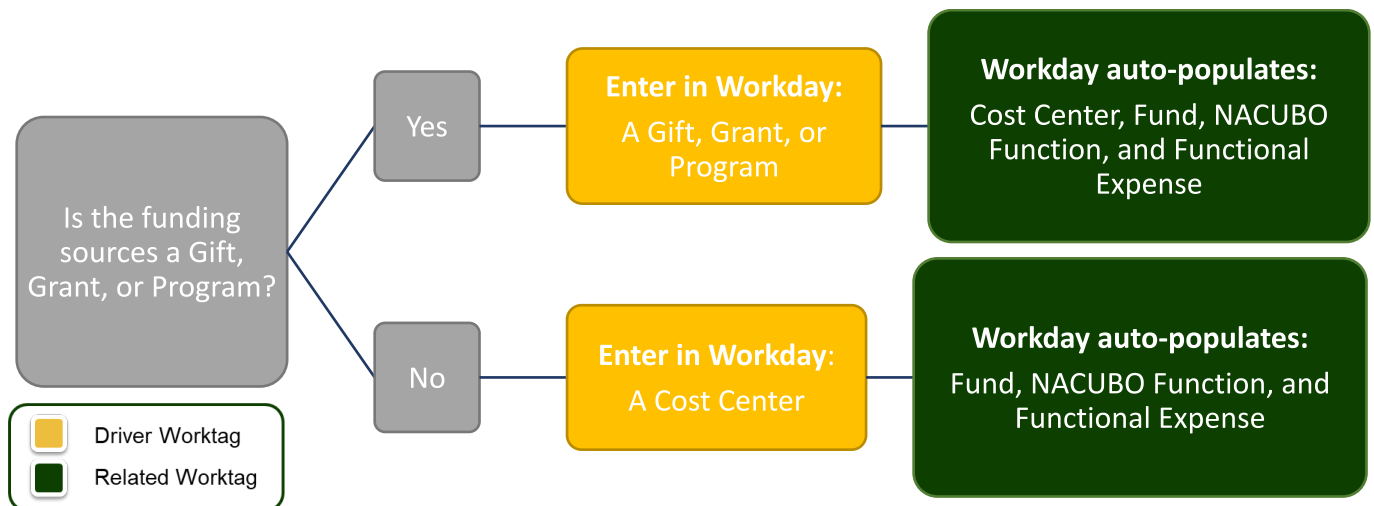 Is the funding
sources a Gift,
Grant, or Program?
Yes
Enter in Workday:
A Gift, Grant, or
Program
Workday auto-populates:
Cost Center, Fund, NACUBO
Function, and Functional
Expense
No
Enter in Workday:
A Cost Center
Workday auto-populates:
Fund, NACUBO Function, and
Functional Expense
Driver Worktag
Related Worktag